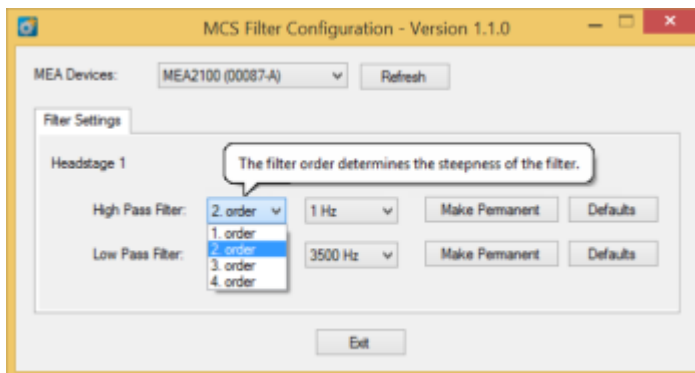 MCS Filter Configuration - Version 1.1.0
MEA Devices: MEA2100 (00087-A) Refresh
Filter Settings
Headstage 1
The filter order determines the steepness of the filter.
High Pass Filter: 2. order 1 Hz Make Permanent Defaults
1. order
2. order
3. order
4. order
Low Pass Filter: 3500 Hz Make Permanent Defaults
Exit